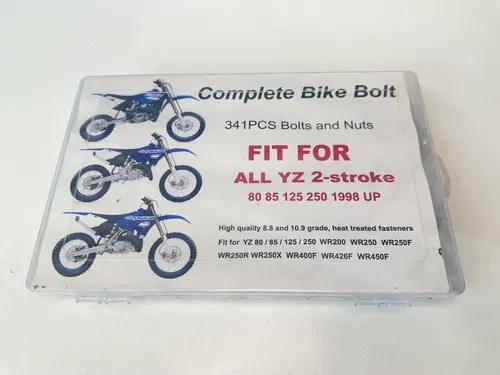 Complete Bike Bolt
341PCS Bolts and Nuts
FIT FOR
ALL YZ 2-stroke
80 85 125 250 1998 UP
High quality 8.8 and 10.9 grade, heat treated fasteners
Fit for YZ 80 / 85 / 125 / 250 WR200 WR250 WR250F
WR250R WR250X WR400F WR426F WR450F